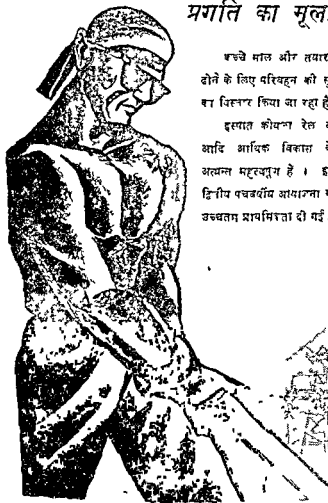 प्रगति का मूल
कच्चे माल और तैयार
ढोने के लिए परिवहन की
का विस्तार किया जा रहा है
इस्पात कोयला रेल
आदि आर्थिक विकास के
अत्यन्त महत्वपूर्ण हैं ।
द्वितीय पंचवर्षीय आयोजना
उच्चतम प्राथमिकता दी गई